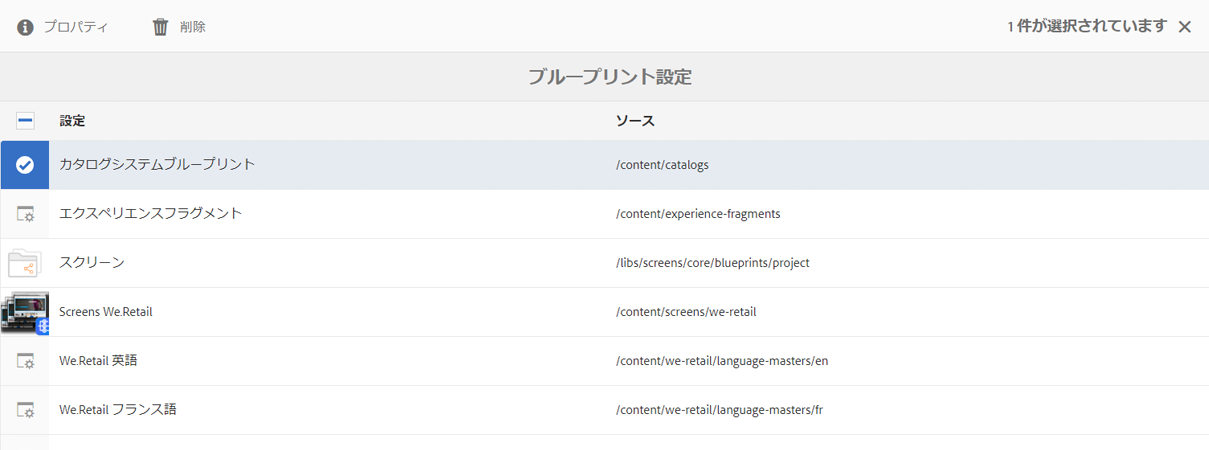 プロパティ 削除 1 件が選択されています
ブループリント設定
設定 ソース
カタログシステムブループリント /content/catalogs
エクスペリエンスフラグメント /content/experience-fragments
スクリーン /libs/screens/core/blueprints/project
Screens We.Retail /content/screens/we-retail
We.Retail 英語 /content/we-retail/language-masters/en
We.Retail フランス語 /content/we-retail/language-masters/fr